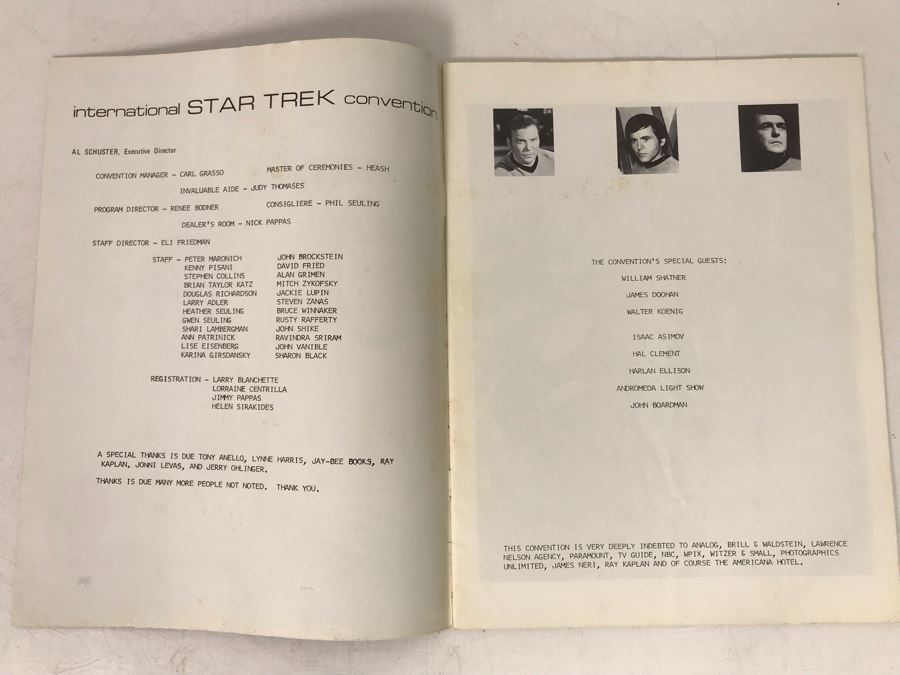 international STAR TREK convention
AL SCHUSTER, Executive Director
CONVENTION MANAGER - CARL GRASSO
MASTER OF CEREMONIES - HEASH
INVALUABLE AIDE - JUDY THOMASES
PROGRAM DIRECTOR - RENEE BODNER
CONSIGLIERE - PHIL SEULING
DEALER'S ROOM - NICK PAPPAS
STAFF DIRECTOR - ELI FRIEDMAN
STAFF - PETER MARONICH
KENNY PISANI
STEPHEN COLLINS
BRIAN TAYLOR KATZ
DOUGLAS RICHARDSON
LARRY ADLER
HEATHER SEULING
GWEN SEULING
SHARI LAMBERGMAN
ANN PATRINICK
LISE EISENBERG
KARINA GIRSDANSKY
JOHN BROCKSTEIN
DAVID FRIED
ALAN GRIMEN
MITCH ZYKOFSKY
JACKIE LUPIN
STEVEN ZANAS
BRUCE WINNAKER
RUSTY RAFFERTY
JOHN SHIKE
RAVINDRA SRIRAM
JOHN VANIBLE
SHARON BLACK
REGISTRATION - LARRY BLANCHETTE
LORRAINE CENTRILLA
JIMMY PAPPAS
HELEN SIRAKIDES
A SPECIAL THANKS IS DUE TONY ANELLO, LYNNE HARRIS, JAY-BEE BOOKS, RAY
KAPLAN, JONNI LEVAS, AND JERRY OHLINGER.
THANKS IS DUE MANY MORE PEOPLE NOT NOTED. THANK YOU.
THE CONVENTION'S SPECIAL GUESTS:
WILLIAM SHATNER
JAMES DOOHAN
WALTER KOENIG
ISAAC ASIMOV
HAL CLEMENT
HARLAN ELLISON
ANDROMEDA LIGHT SHOW
JOHN BOARDMAN
THIS CONVENTION IS VERY DEEPLY INDEBTED TO ANALOG, BRILL & WALDSTEIN, LAWRENCE
NELSON AGENCY, PARAMOUNT, TV GUIDE, NBC, WPIX, WITZER & SMALL, PHOTOGRAPHICS
UNLIMITED, JAMES NERI, RAY KAPLAN AND OF COURSE THE AMERICANA HOTEL.